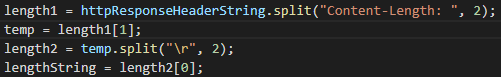 length1 = httpResponseHeaderString.split("Content-Length: ", 2);
temp = length1[1];
length2 = temp.split("\r", 2);
lengthString = length2[0];